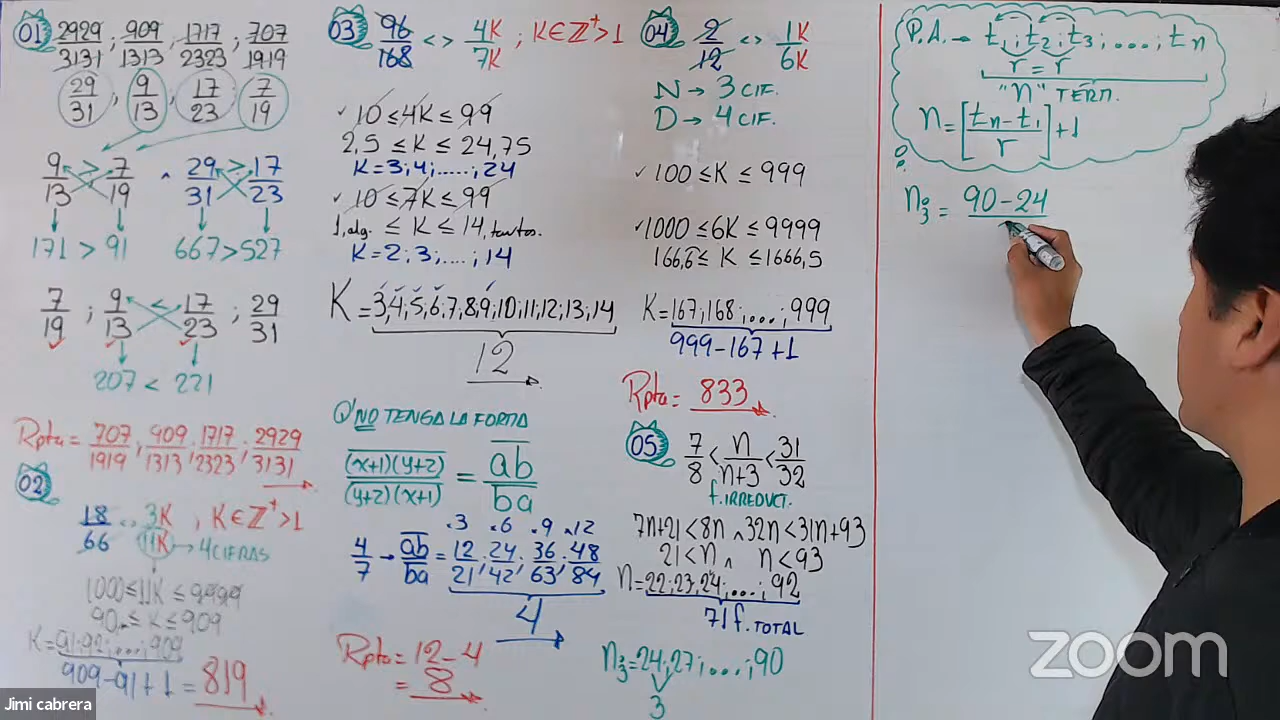 01 2929/3131 ; 909/1313 ; 1717/2323 ; 707/1919
29/31 , 9/13 , 17/23 , 7/19
9/13 > 7/19 ^ 29/31 > 17/23
171 > 91 667 > 527
7/19 ; 9/13 < 17/23 ; 29/31
207 < 221
Rpta = 707/1919 ; 909/1313 ; 1717/2323 ; 2929/3131
02
18/66 <> 3K/11K , K∈Z⁺>1
→ 4 CIFRAS
1000 ≤ 11K ≤ 9999
90,... ≤ K ≤ 909
K = 91;92;...;909
909-91+1 = 819
03 96/168 <> 4K/7K ; K∈Z⁺>1
✓ 10 ≤ 4K ≤ 99
2,5 ≤ K ≤ 24,75
K = 3;4;.....;24
✓ 10 ≤ 7K ≤ 99
1,alg. ≤ K ≤ 14,tantos.
K = 2;3;....;14
K = 3,4;5;6;7;8,9;10;11;12;13;14
12
Q' NO TENGA LA FORMA
(x+1)(y+2)/(y+2)(x+1) = ab/ba
.3 .6 .9 .12
4/7 → ab/ba = 12/21 , 24/42 , 36/63 , 48/84
4
Rpta = 12-4
= 8
04 2/12 <> 1K/6K
N → 3 CIF.
D → 4 CIF.
✓ 100 ≤ K ≤ 999
✓ 1000 ≤ 6K ≤ 9999
166,6 ≤ K ≤ 1666,5
K = 167;168;...;999
999-167+1
Rpta = 833
05 7/8 < n/n+3 < 31/32
f. IRREDUCT.
7n+21<8n ∧ 32n<31n+93
21<n ∧ n<93
n = 22;23;24;...;92
71 f. TOTAL
n3̊ = 24;27;...;90
3
P.A. → t1 ; t2 ; t3 ; ....; tn
r = r
"n" TÉRM.
n = [tn - t1 / r] + 1
n3̊ = 90-24
zoom
Jimi cabrera